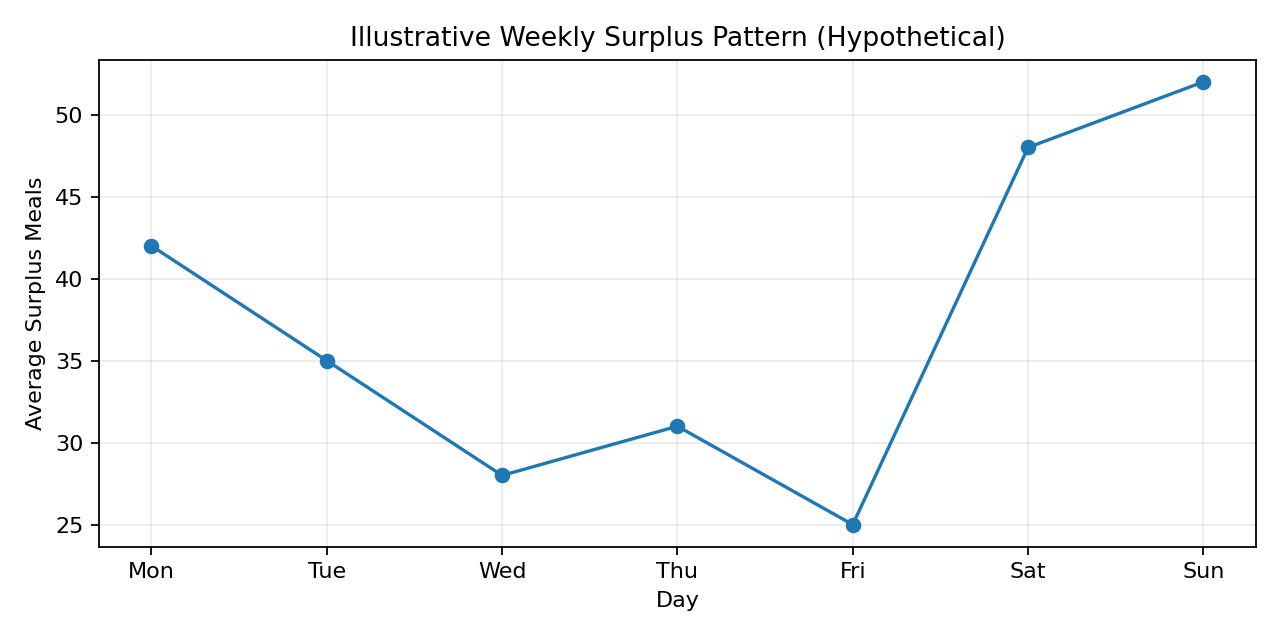 Illustrative Weekly Surplus Pattern (Hypothetical)
Average Surplus Meals
50
45
40
35
30
25
Mon Tue Wed Thu Fri Sat Sun
Day